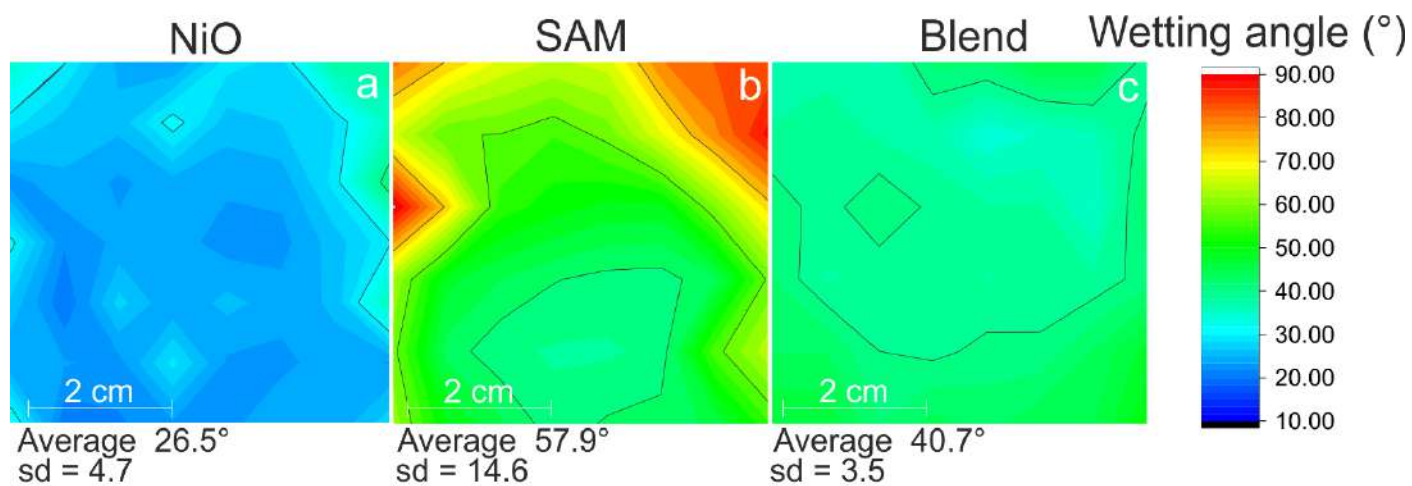 NiO
SAM
Blend
Wetting angle (°)
a
b
c
90.00
80.00
70.00
60.00
50.00
40.00
30.00
20.00
10.00
2 cm
2 cm
2 cm
Average 26.5°
sd = 4.7
Average 57.9°
sd = 14.6
Average 40.7°
sd = 3.5